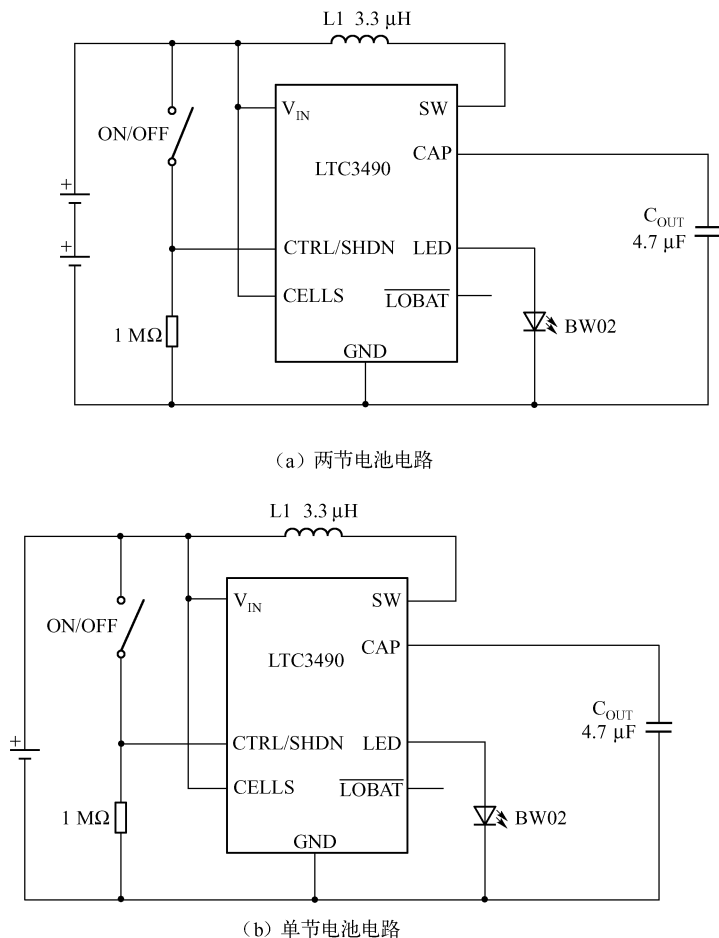 L1 3.3 μH
V_IN
SW
ON/OFF
CAP
LTC3490
+
C_OUT
4.7 μF
+
CTRL/SHDN
LED
CELLS
LOBAT
1 MΩ
BW02
GND
（a）两节电池电路
L1 3.3 μH
V_IN
SW
ON/OFF
CAP
LTC3490
C_OUT
4.7 μF
+
CTRL/SHDN
LED
CELLS
LOBAT
1 MΩ
BW02
GND
（b）单节电池电路